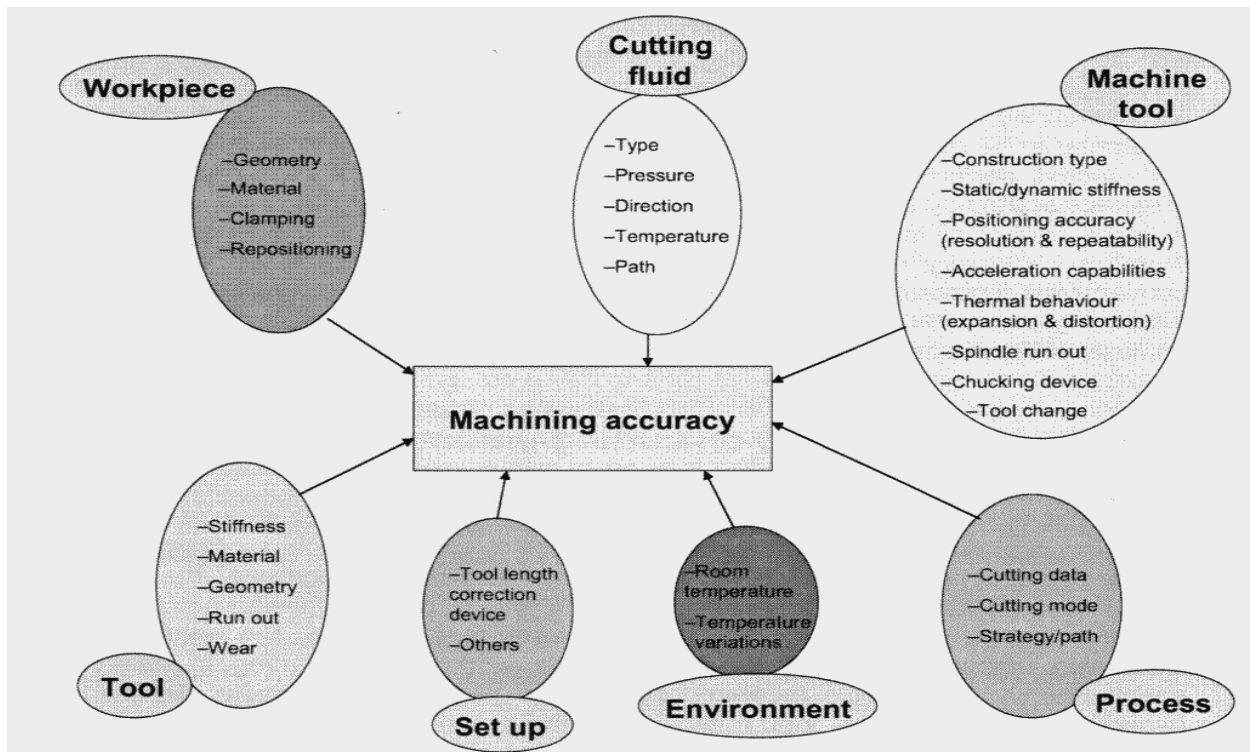 Workpiece
–Geometry
–Material
–Clamping
–Repositioning
Cutting
fluid
–Type
–Pressure
–Direction
–Temperature
–Path
Machine
tool
–Construction type
–Static/dynamic stiffness
–Positioning accuracy
(resolution & repeatability)
–Acceleration capabilities
–Thermal behaviour
(expansion & distortion)
–Spindle run out
–Chucking device
–Tool change
Machining accuracy
–Stiffness
–Material
–Geometry
–Run out
–Wear
Tool
–Tool length
correction
device
–Others
Set up
–Room
temperature
–Temperature
variations
Environment
–Cutting data
–Cutting mode
–Strategy/path
Process